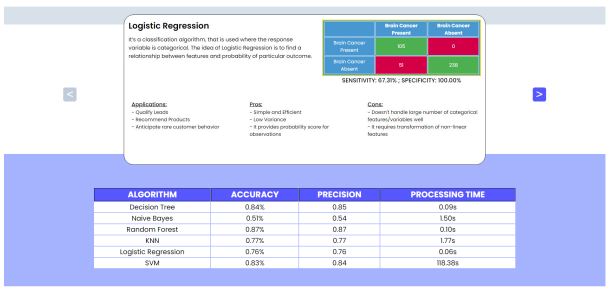 Logistic Regression
It's a classification algorithm, that is used where the response
variable is categorical. The idea of Logistic Regression is to find a
relationship between features and probability of particular outcome.
Brain Cancer Present
Brain Cancer Absent
Brain Cancer Present 105 0
Brain Cancer Absent 51 238
SENSITIVITY: 67.31% ; SPECIFICITY: 100.00%
<
>
Applications:
- Qualify Leads
- Recommend Products
- Anticipate rare customer behavior
Pros:
- Simple and Efficient
- Low Variance
- It provides probability score for
observations
Cons:
- Doesn't handle large number of categorical
features/variables well
- It requires transformation of non-linear
features
ALGORITHM ACCURACY PRECISION PROCESSING TIME
Decision Tree 0.84% 0.85 0.09s
Naive Bayes 0.51% 0.54 1.50s
Random Forest 0.87% 0.87 0.10s
KNN 0.77% 0.77 1.77s
Logistic Regression 0.76% 0.76 0.06s
SVM 0.83% 0.84 118.38s